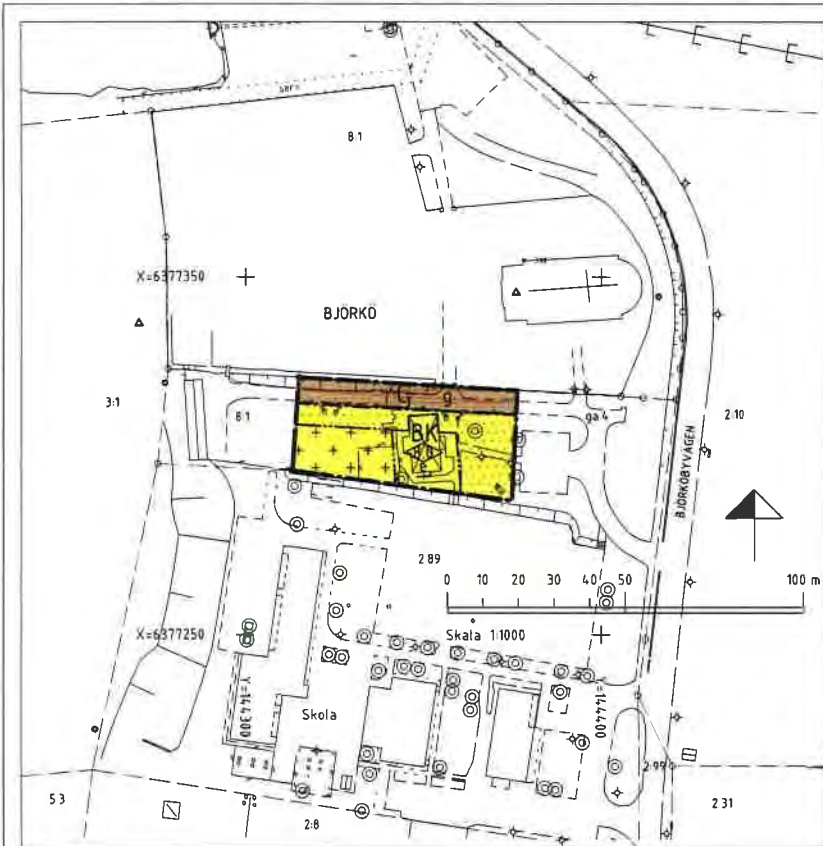 8:1
X=6377350
BJÖRKÖ
3:1
8:1
g
ga:4
2:10
BK
BJÖRKÖBYVÄGEN
2:89
0 10 20 30 40 50 100 m
Skala 1:1000
X=6377250
Y=144300
Skola
Y=144400
2:99
5:3
2:8
2:31